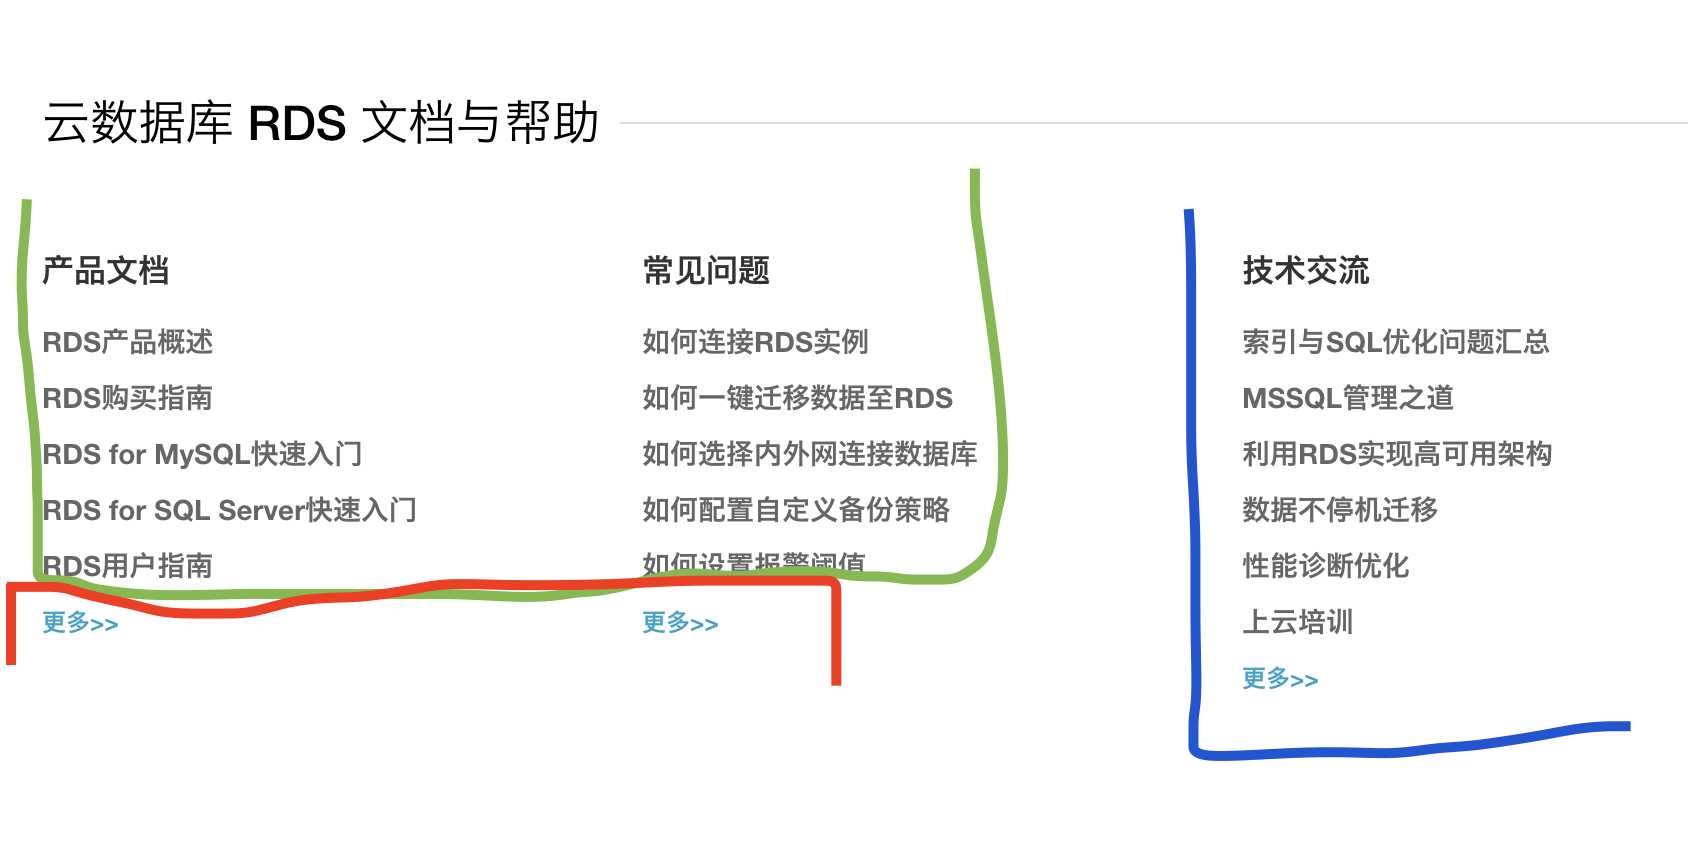 云数据库 RDS 文档与帮助
产品文档
RDS产品概述
RDS购买指南
RDS for MySQL快速入门
RDS for SQL Server快速入门
RDS用户指南
更多>>
常见问题
如何连接RDS实例
如何一键迁移数据至RDS
如何选择内外网连接数据库
如何配置自定义备份策略
如何设置报警阈值
更多>>
技术交流
索引与SQL优化问题汇总
MSSQL管理之道
利用RDS实现高可用架构
数据不停机迁移
性能诊断优化
上云培训
更多>>